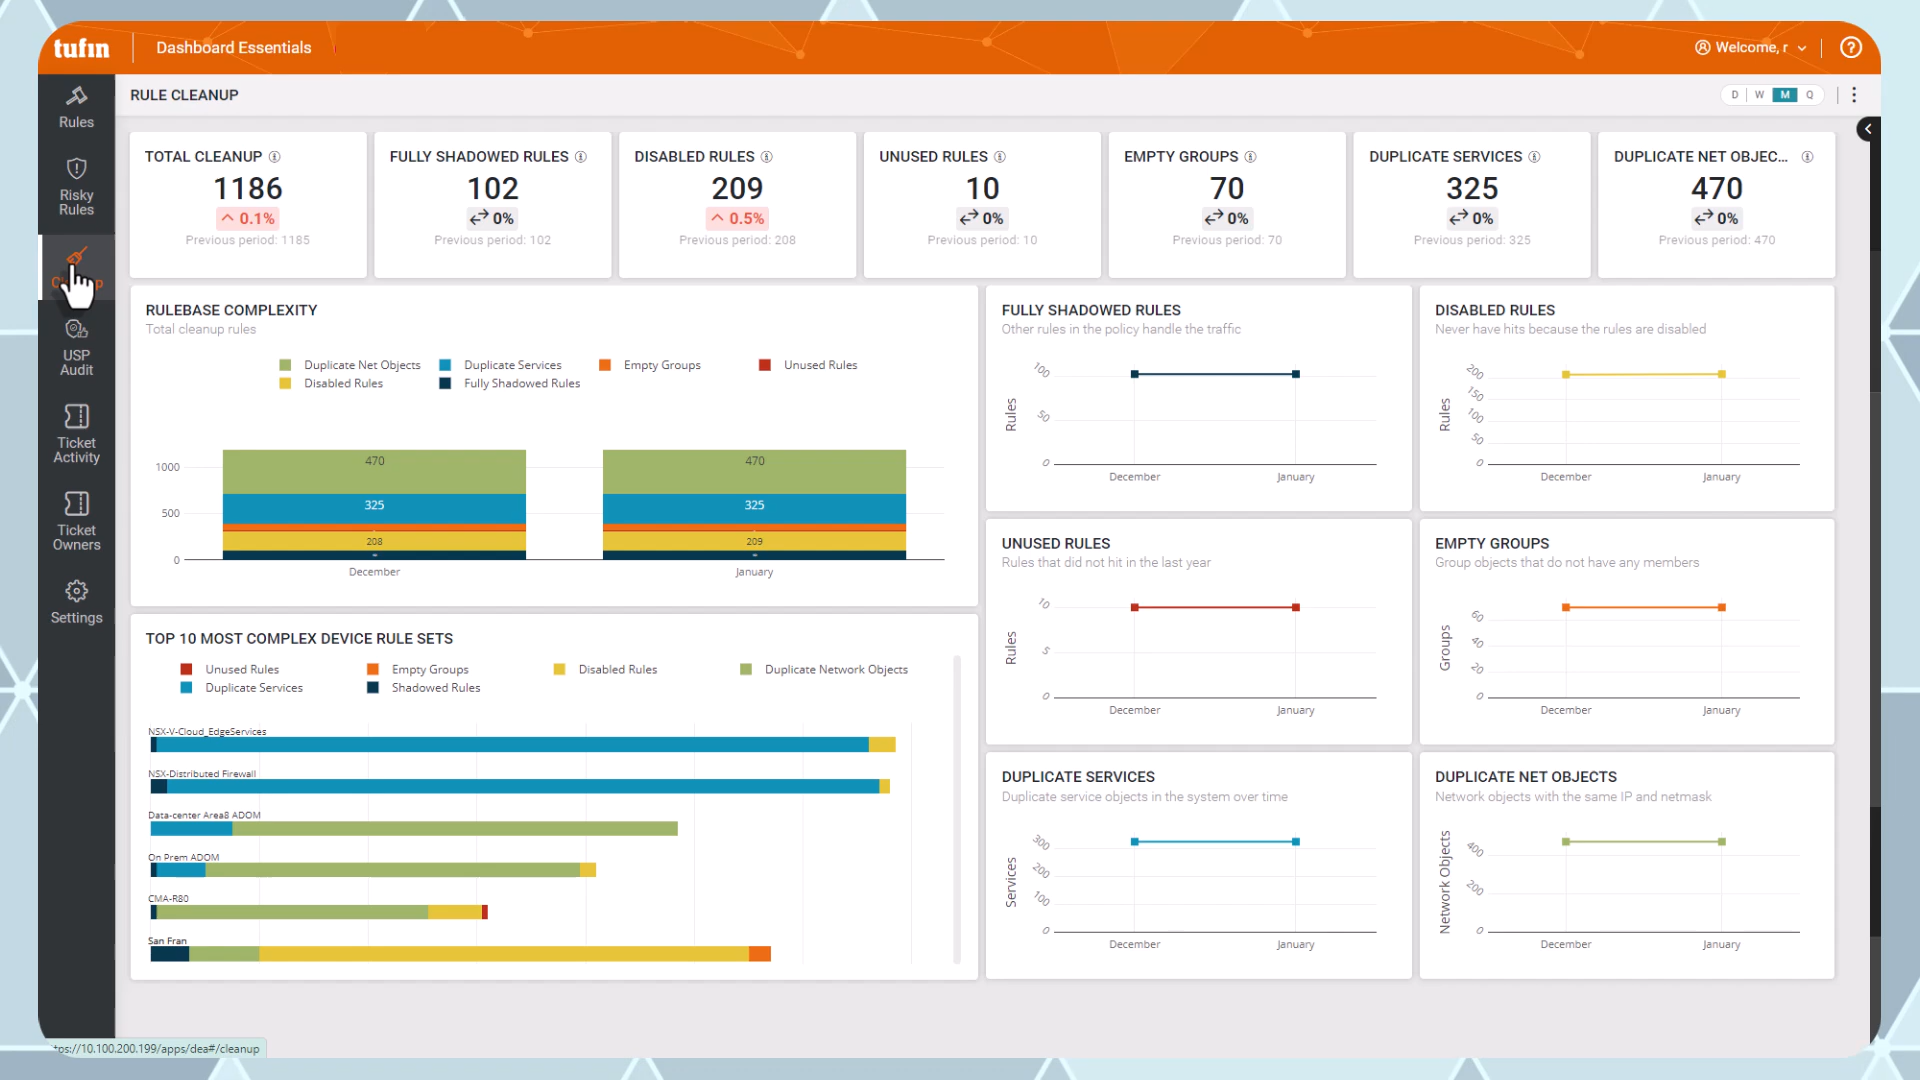 tufin
Dashboard Essentials
Welcome, r
RULE CLEANUP
D W M Q
Rules
Risky
Rules
USP
Audit
Ticket
Activity
Ticket
Owners
Settings
TOTAL CLEANUP
1186
0.1%
Previous period: 1185
FULLY SHADOWED RULES
102
0%
Previous period: 102
DISABLED RULES
209
0.5%
Previous period: 208
UNUSED RULES
10
0%
Previous period: 10
EMPTY GROUPS
70
0%
Previous period: 70
DUPLICATE SERVICES
325
0%
Previous period: 325
DUPLICATE NET OBJEC...
470
0%
Previous period: 470
RULEBASE COMPLEXITY
Total cleanup rules
Duplicate Net Objects Duplicate Services Empty Groups Unused Rules
Disabled Rules Fully Shadowed Rules
1000
500
0
470
325
208
470
325
209
December January
TOP 10 MOST COMPLEX DEVICE RULE SETS
Unused Rules Empty Groups Disabled Rules Duplicate Network Objects
Duplicate Services Shadowed Rules
NSX-V-Cloud_EdgeServices
NSX-Distributed Firewall
Data-center Area8 ADOM
On Prem ADOM
CMA-R80
San Fran
FULLY SHADOWED RULES
Other rules in the policy handle the traffic
Rules
100
50
0
December January
DISABLED RULES
Never have hits because the rules are disabled
Rules
200
150
100
50
0
December January
UNUSED RULES
Rules that did not hit in the last year
Rules
10
5
0
December January
EMPTY GROUPS
Group objects that do not have any members
Groups
60
40
20
0
December January
DUPLICATE SERVICES
Duplicate service objects in the system over time
Services
300
200
100
0
December January
DUPLICATE NET OBJECTS
Network objects with the same IP and netmask
Network Objects
400
200
0
December January
tps://10.100.200.199/apps/dea#/cleanup